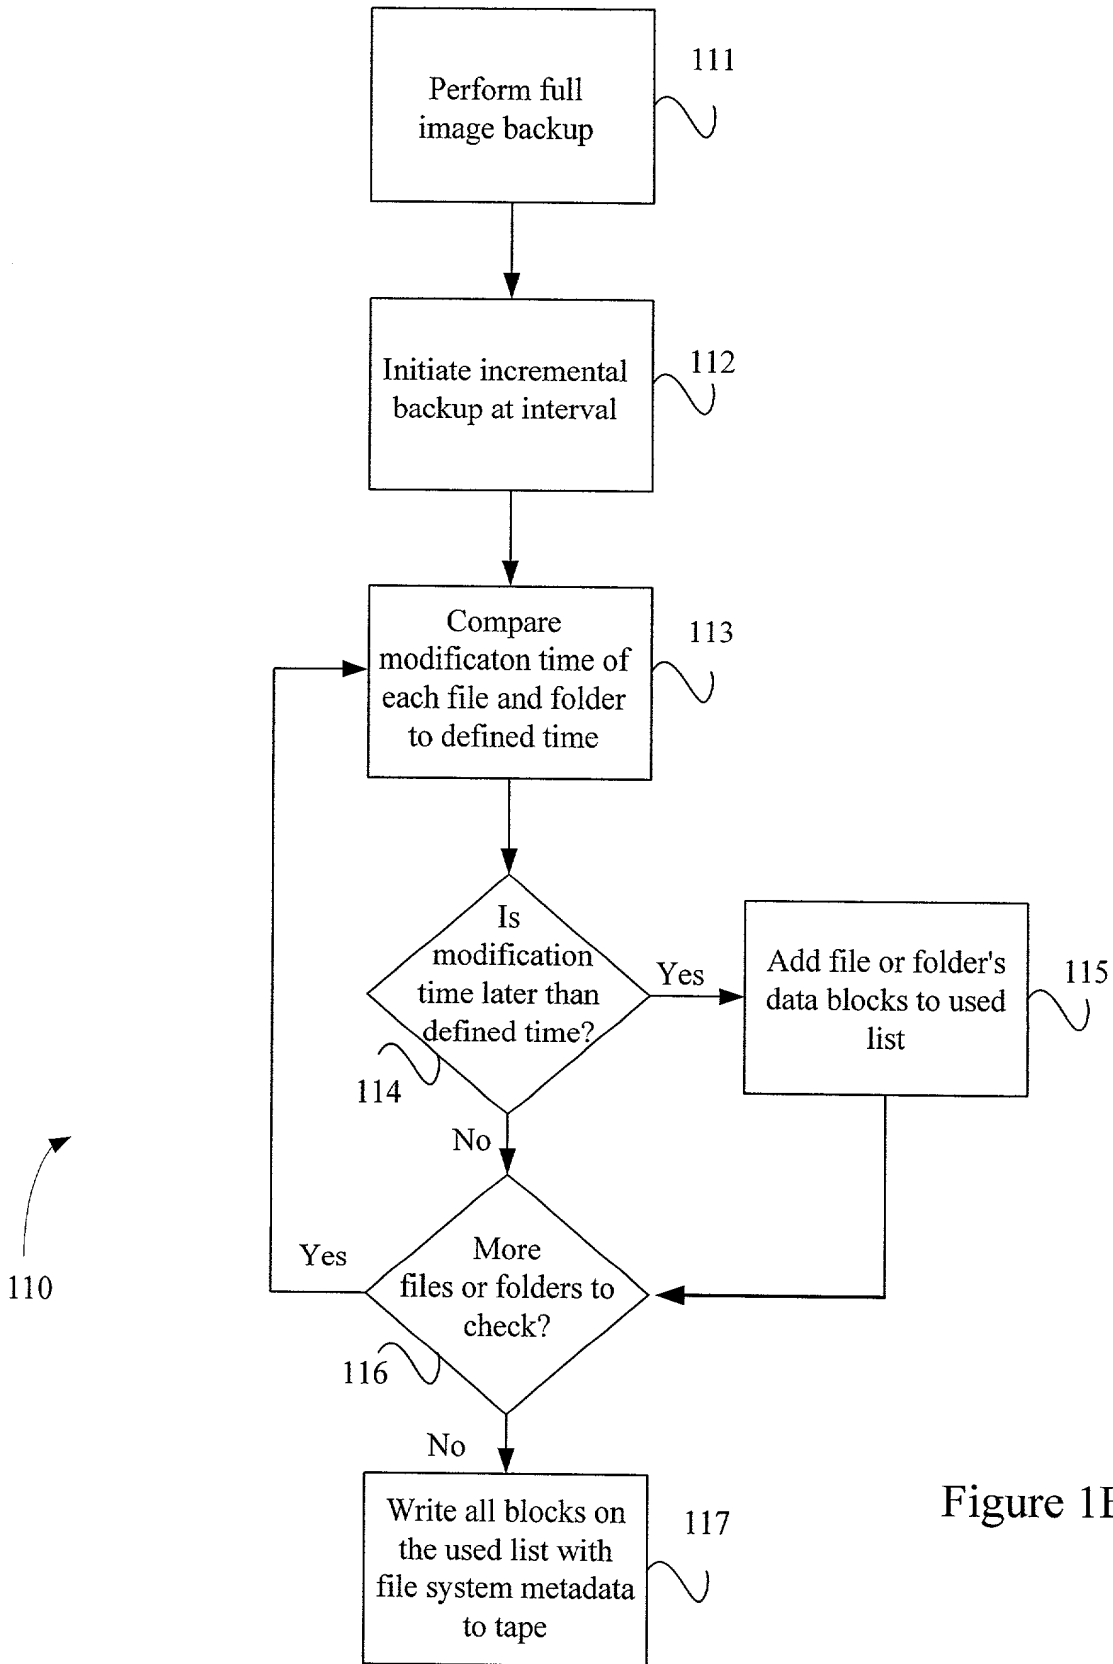 Perform full
image backup
111
Initiate incremental
backup at interval
112
Compare
modificaton time of
each file and folder
to defined time
113
Is
modification
time later than
defined time?
114
Yes
Add file or folder's
data blocks to used
list
115
No
More
files or folders to
check?
116
Yes
110
No
Write all blocks on
the used list with
file system metadata
to tape
117
Figure